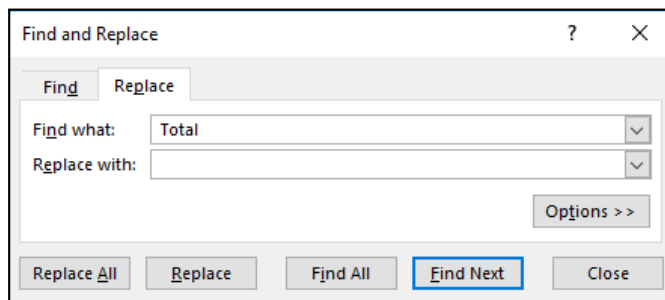 Find and Replace ? ×
Find Replace
Find what: Total
Replace with:
Options >>
Replace All Replace Find All Find Next Close